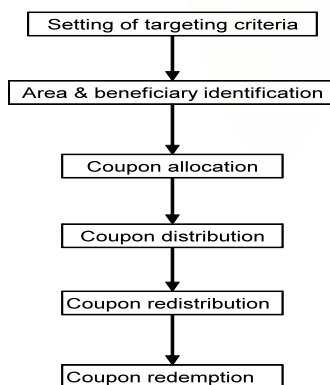 Setting of targeting criteria
Area & beneficiary identification
Coupon allocation
Coupon distribution
Coupon redistribution
Coupon redemption